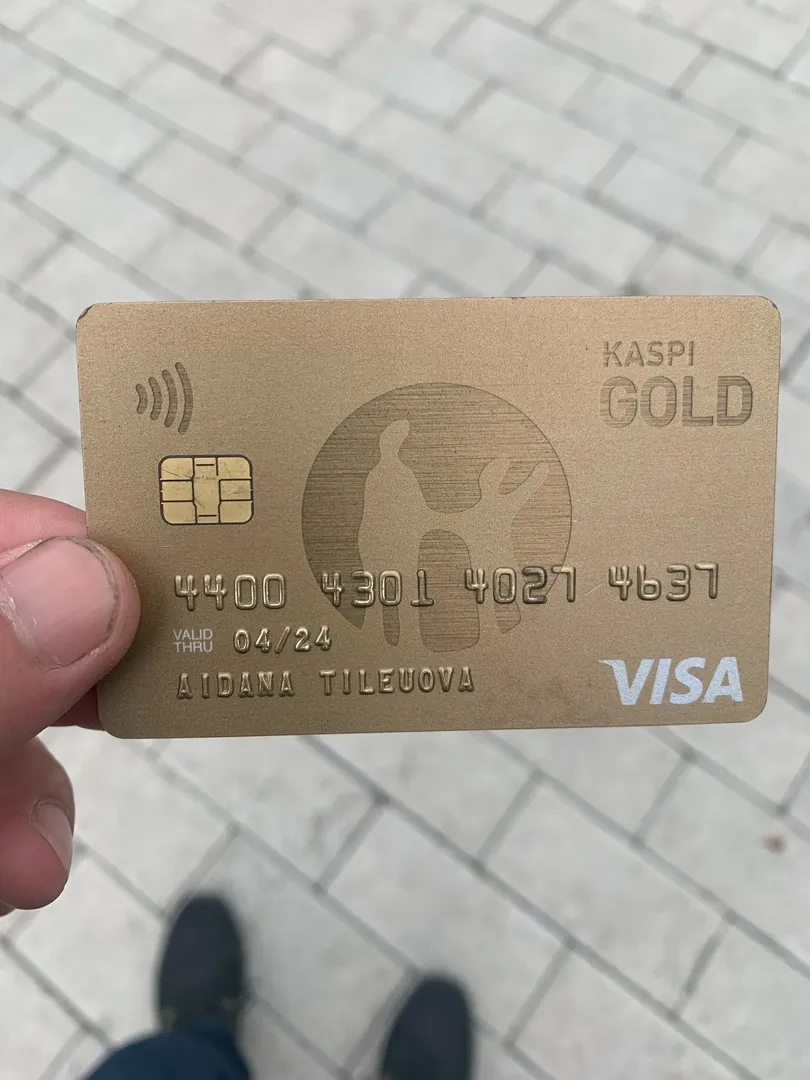 KASPI
GOLD
4400 4301 4027 4637
VALID
THRU 04/24
AIDANA TILEUOVA
VISA